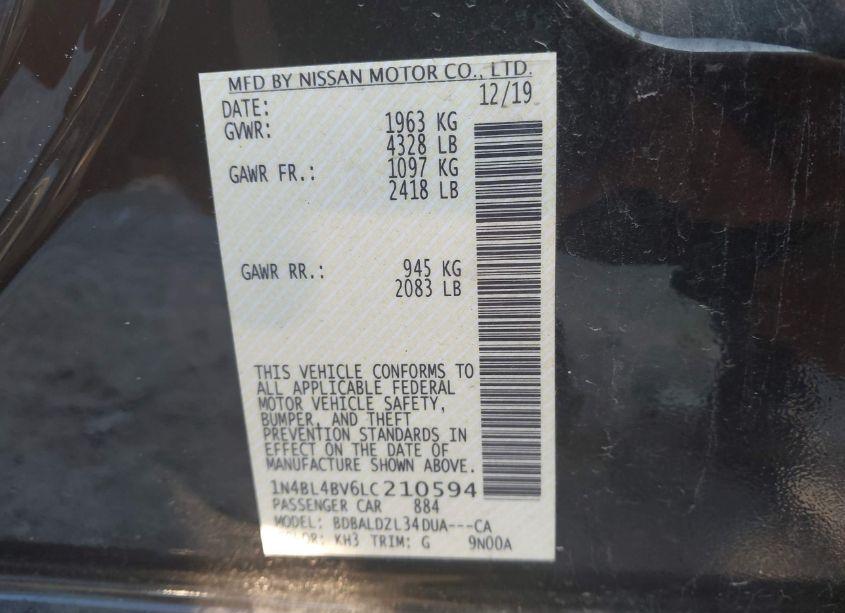 MFD BY NISSAN MOTOR CO., LTD.
DATE: 12/19
GVWR: 1963 KG
4328 LB
GAWR FR.: 1097 KG
2418 LB
GAWR RR.: 945 KG
2083 LB
THIS VEHICLE CONFORMS TO
ALL APPLICABLE FEDERAL
MOTOR VEHICLE SAFETY,
BUMPER, AND THEFT
PREVENTION STANDARDS IN
EFFECT ON THE DATE OF
MANUFACTURE SHOWN ABOVE.
1N4BL4BV6LC210594
PASSENGER CAR 884
MODEL: BDBALDZL34DUA---CA
KH3 TRIM: G 9N00A